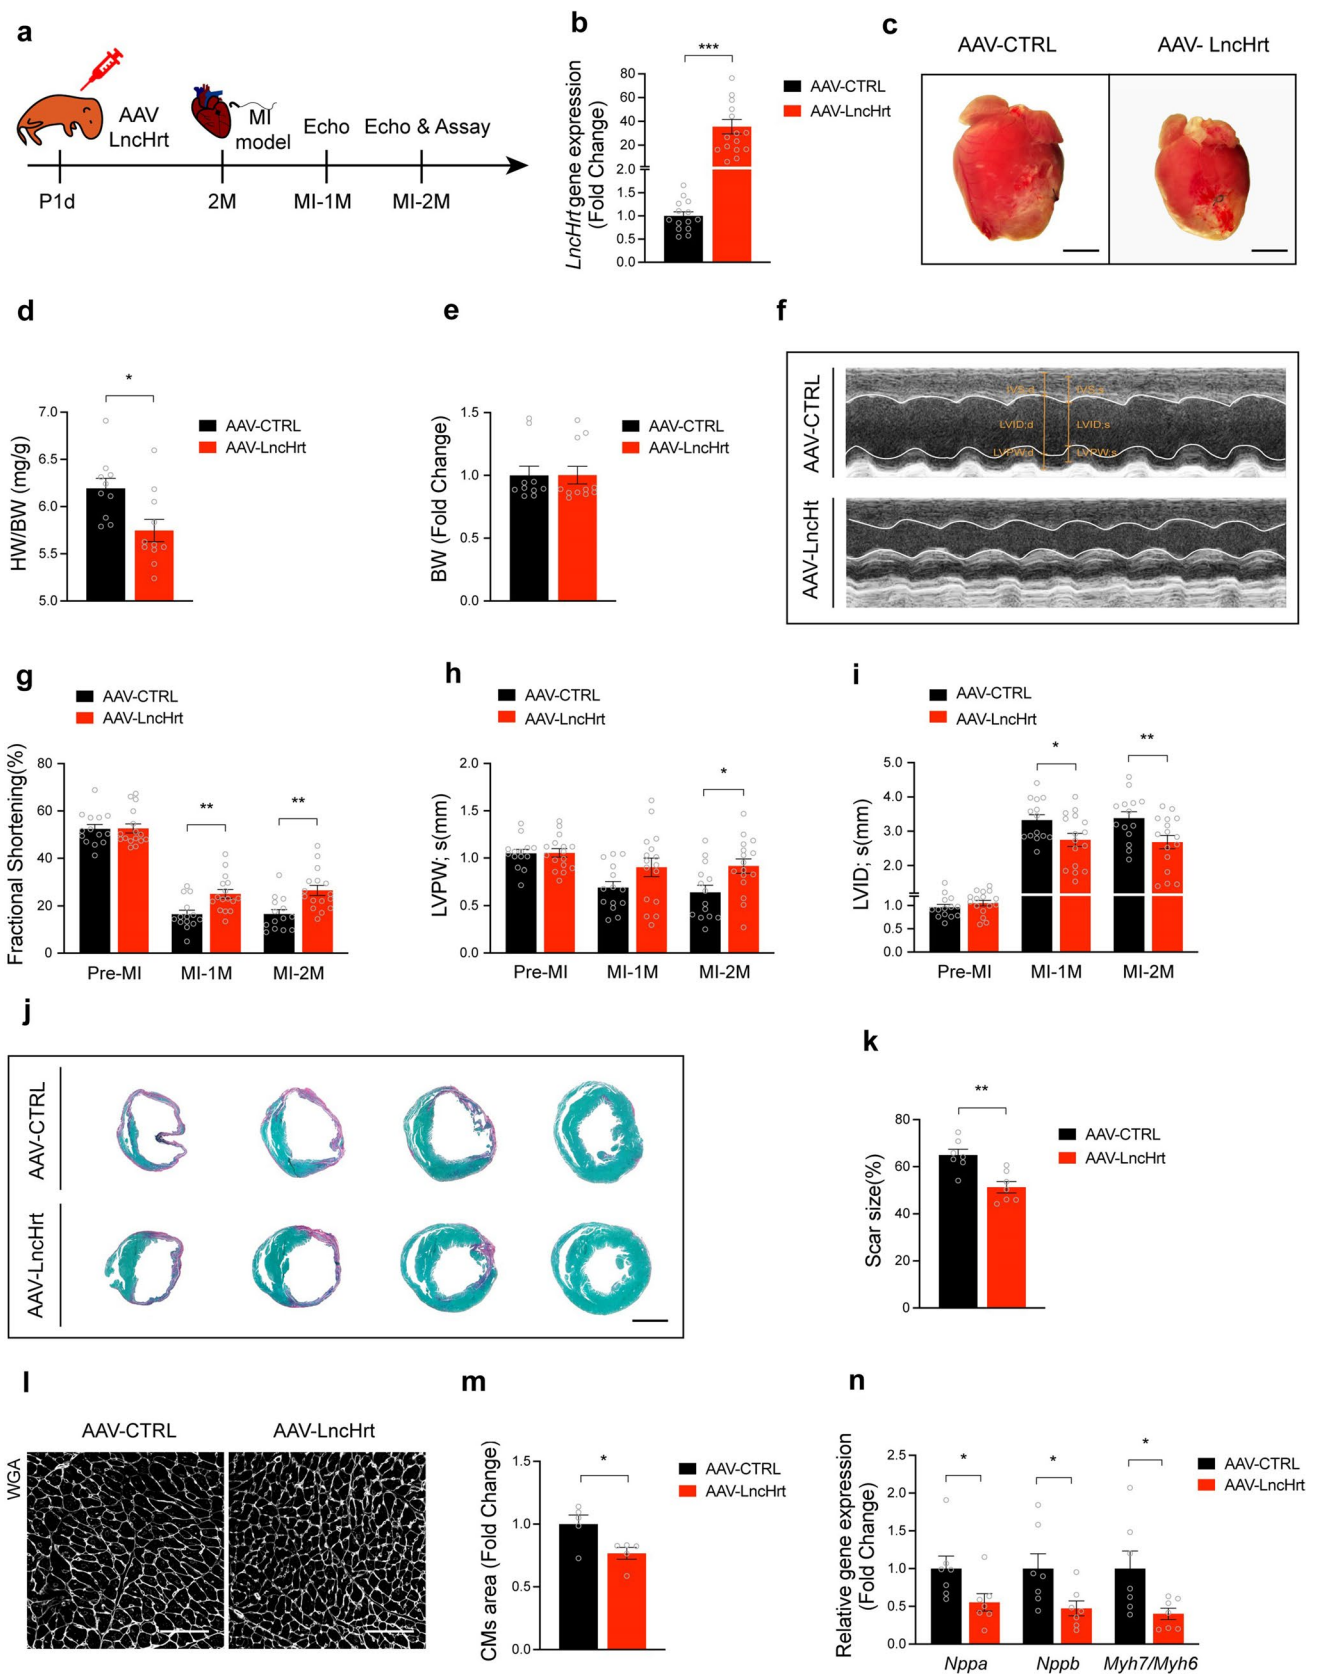 a
AAV
LncHrt
MI
model
Echo
Echo & Assay
P1d
2M
MI-1M
MI-2M
b
***
LncHrt gene expression
(Fold Change)
80
60
40
20
2.0
1.5
1.0
0.5
0.0
AAV-CTRL
AAV-LncHrt
c
AAV-CTRL
AAV- LncHrt
d
*
HW/BW (mg/g)
7.0
6.5
6.0
5.5
5.0
AAV-CTRL
AAV-LncHrt
e
BW (Fold Change)
1.5
1.0
0.5
0.0
AAV-CTRL
AAV-LncHrt
f
AAV-CTRL
IVS;d
IVS;s
LVID;d
LVID;s
LVPW;d
LVPW;s
AAV-LncHt
g
AAV-CTRL
AAV-LncHrt
Fractional Shortening(%)
80
60
40
20
0
**
**
Pre-MI
MI-1M
MI-2M
h
AAV-CTRL
AAV-LncHrt
LVPW; s(mm)
2.0
1.5
1.0
0.5
0.0
*
Pre-MI
MI-1M
MI-2M
i
AAV-CTRL
AAV-LncHrt
LVID; s(mm)
5.0
4.0
3.0
2.0
1.0
0.5
0.0
*
**
Pre-MI
MI-1M
MI-2M
j
AAV-CTRL
AAV-LncHrt
k
**
Scar size(%)
80
60
40
20
0
AAV-CTRL
AAV-LncHrt
l
AAV-CTRL
AAV-LncHrt
WGA
m
*
CMs area (Fold Change)
1.5
1.0
0.5
0.0
AAV-CTRL
AAV-LncHrt
n
Relative gene expression
(Fold Change)
2.5
2.0
1.5
1.0
0.5
0.0
*
*
*
Nppa
Nppb
Myh7/Myh6
AAV-CTRL
AAV-LncHrt